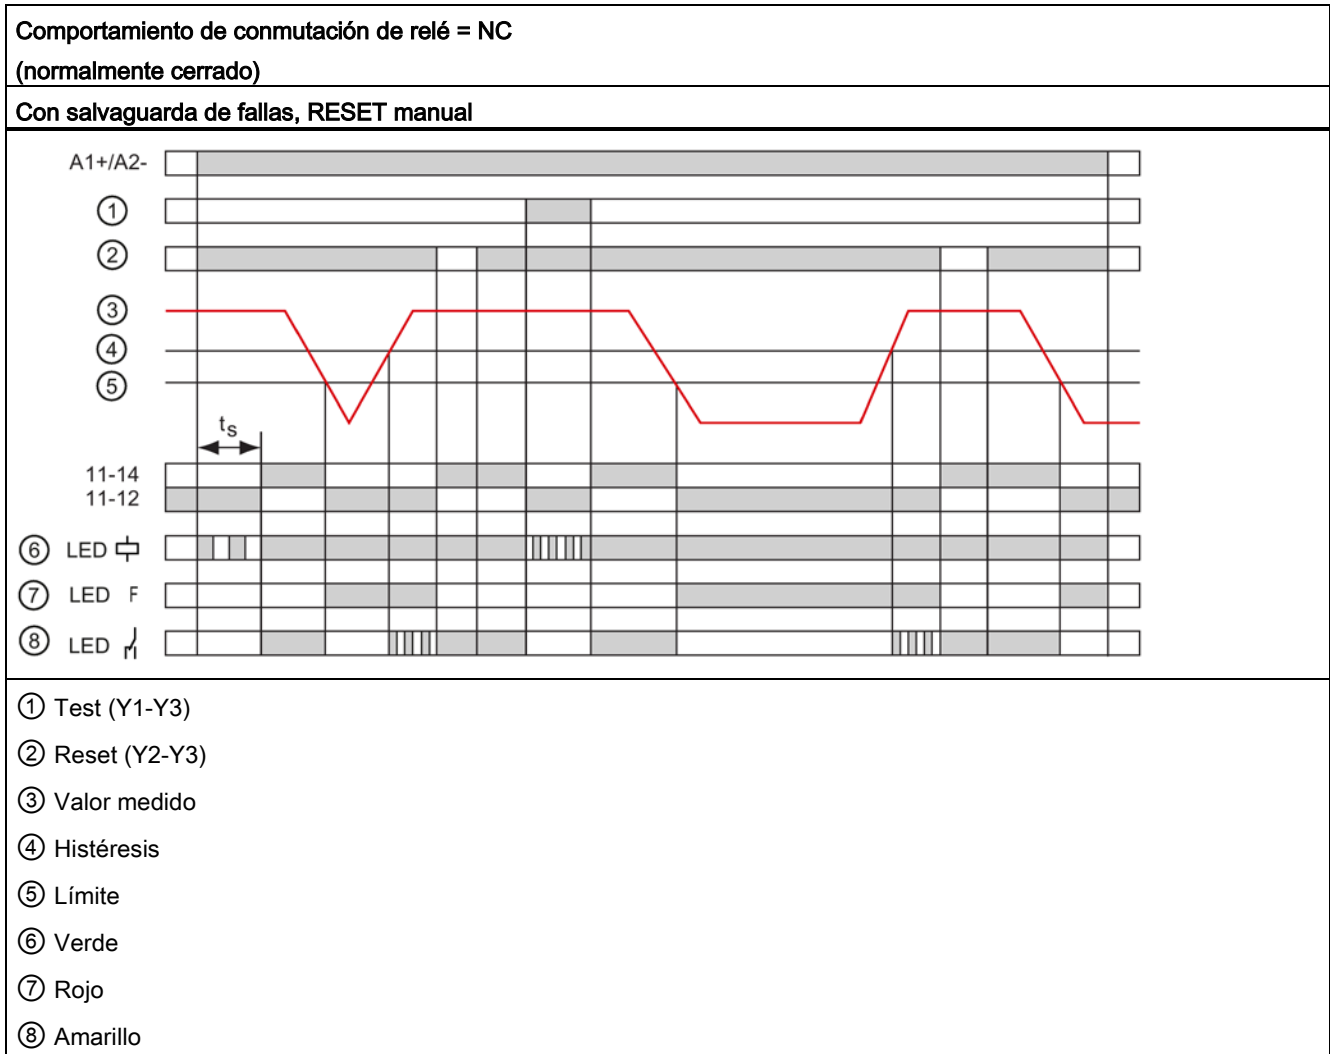 Comportamiento de conmutación de relé = NC
(normalmente cerrado)
Con salvaguarda de fallas, RESET manual
A1+/A2-
①
②
③
④
⑤
ts
11-14
11-12
⑥ LED
⑦ LED F
⑧ LED
① Test (Y1-Y3)
② Reset (Y2-Y3)
③ Valor medido
④ Histéresis
⑤ Límite
⑥ Verde
⑦ Rojo
⑧ Amarillo